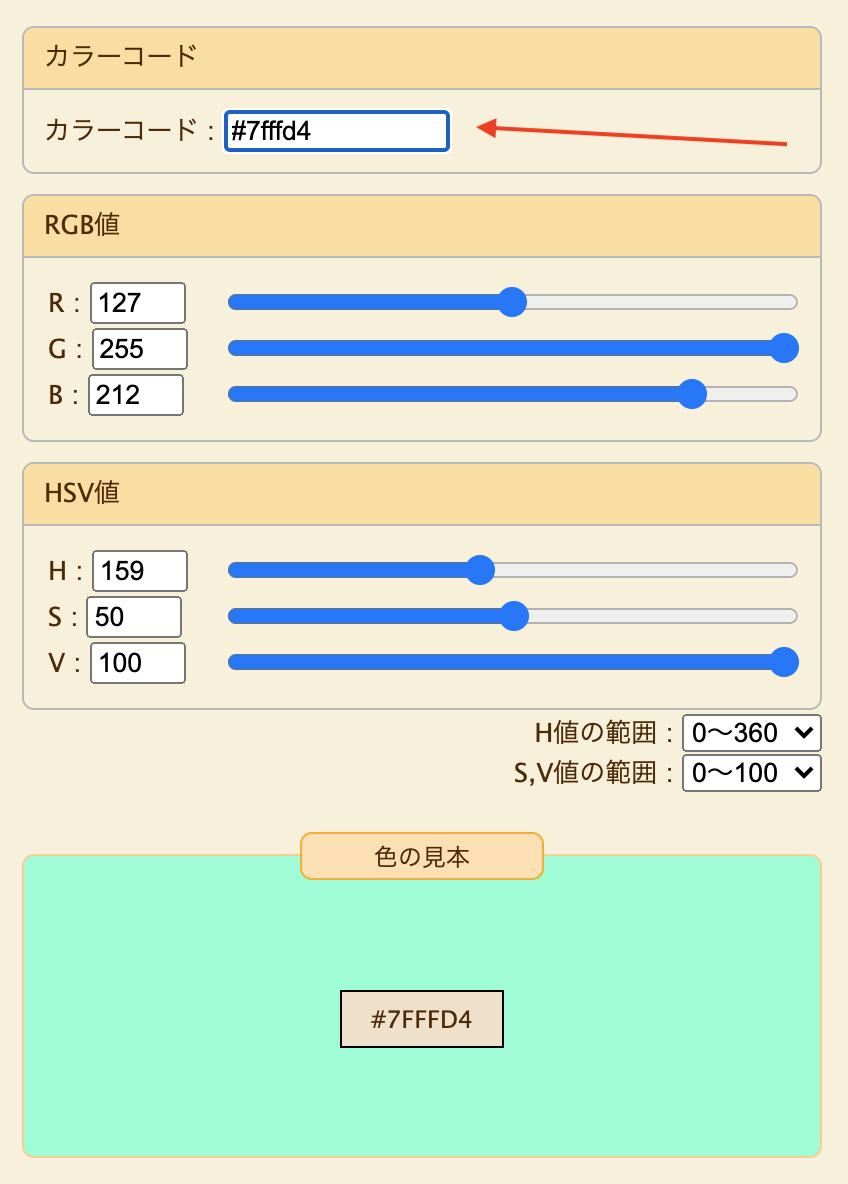 カラーコード
カラーコード : #7fffd4
RGB値
R : 127
G : 255
B : 212
HSV値
H : 159
S : 50
V : 100
H値の範囲 : 0〜360
S,V値の範囲 : 0〜100
色の見本
#7FFFD4